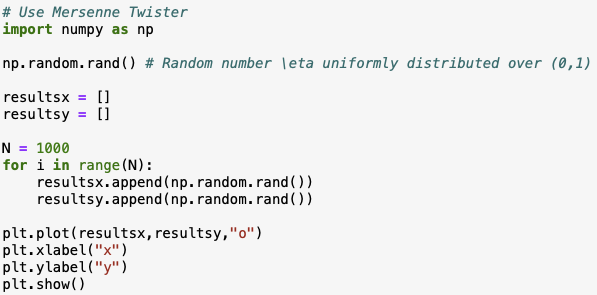 # Use Mersenne Twister
import numpy as np
np.random.rand() # Random number \eta uniformly distributed over (0,1)
resultsx = []
resultsy = []
N = 1000
for i in range(N):
    resultsx.append(np.random.rand())
    resultsy.append(np.random.rand())
plt.plot(resultsx,resultsy,"o")
plt.xlabel("x")
plt.ylabel("y")
plt.show()